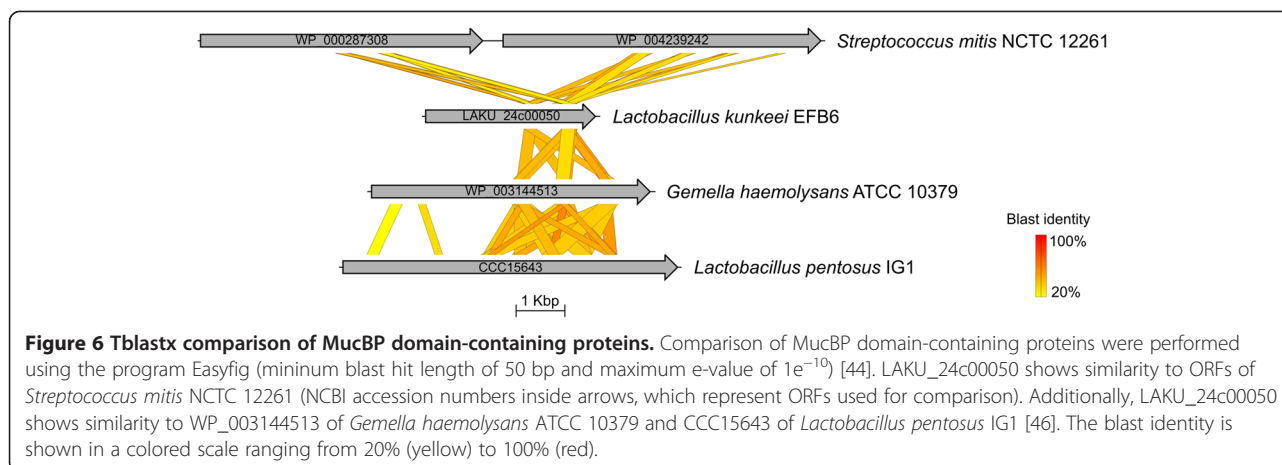 WP_000287308 WP_004239242 Streptococcus mitis NCTC 12261
LAKU_24c00050 Lactobacillus kunkeei EFB6
WP_003144513 Gemella haemolysans ATCC 10379
Blast identity
100%
20%
CCC15643 Lactobacillus pentosus IG1
1 Kbp
Figure 6 Tblastx comparison of MucBP domain-containing proteins. Comparison of MucBP domain-containing proteins were performed
using the program Easyfig (mininum blast hit length of 50 bp and maximum e-value of 1e−10) [44]. LAKU_24c00050 shows similarity to ORFs of
Streptococcus mitis NCTC 12261 (NCBI accession numbers inside arrows, which represent ORFs used for comparison). Additionally, LAKU_24c00050
shows similarity to WP_003144513 of Gemella haemolysans ATCC 10379 and CCC15643 of Lactobacillus pentosus IG1 [46]. The blast identity is
shown in a colored scale ranging from 20% (yellow) to 100% (red).